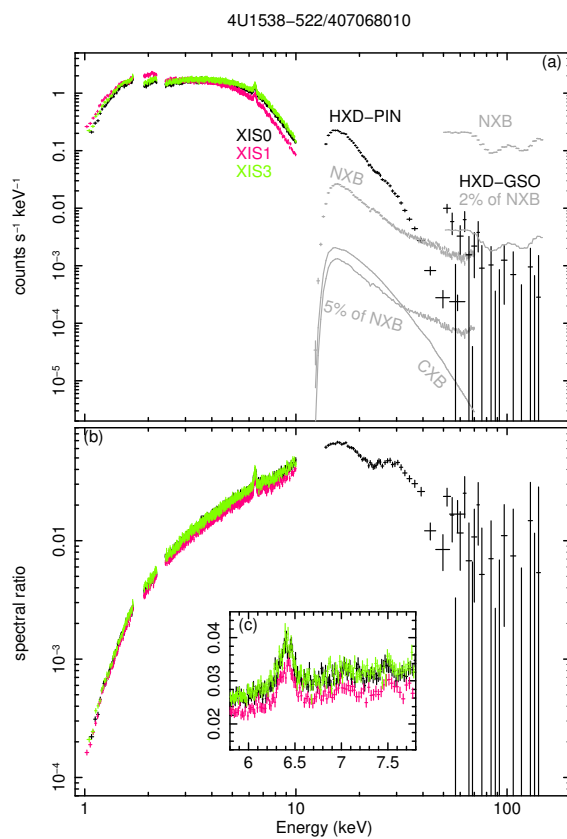 4U1538−522/407068010
(a)
counts s⁻¹ keV⁻¹
1
0.1
0.01
10⁻³
10⁻⁴
10⁻⁵
XIS0
XIS1
XIS3
HXD−PIN
NXB
NXB
HXD−GSO
2% of NXB
5% of NXB
CXB
(b)
spectral ratio
0.01
10⁻³
10⁻⁴
(c)
0.04
0.03
0.02
6 6.5 7 7.5
1 10 100
Energy (keV)